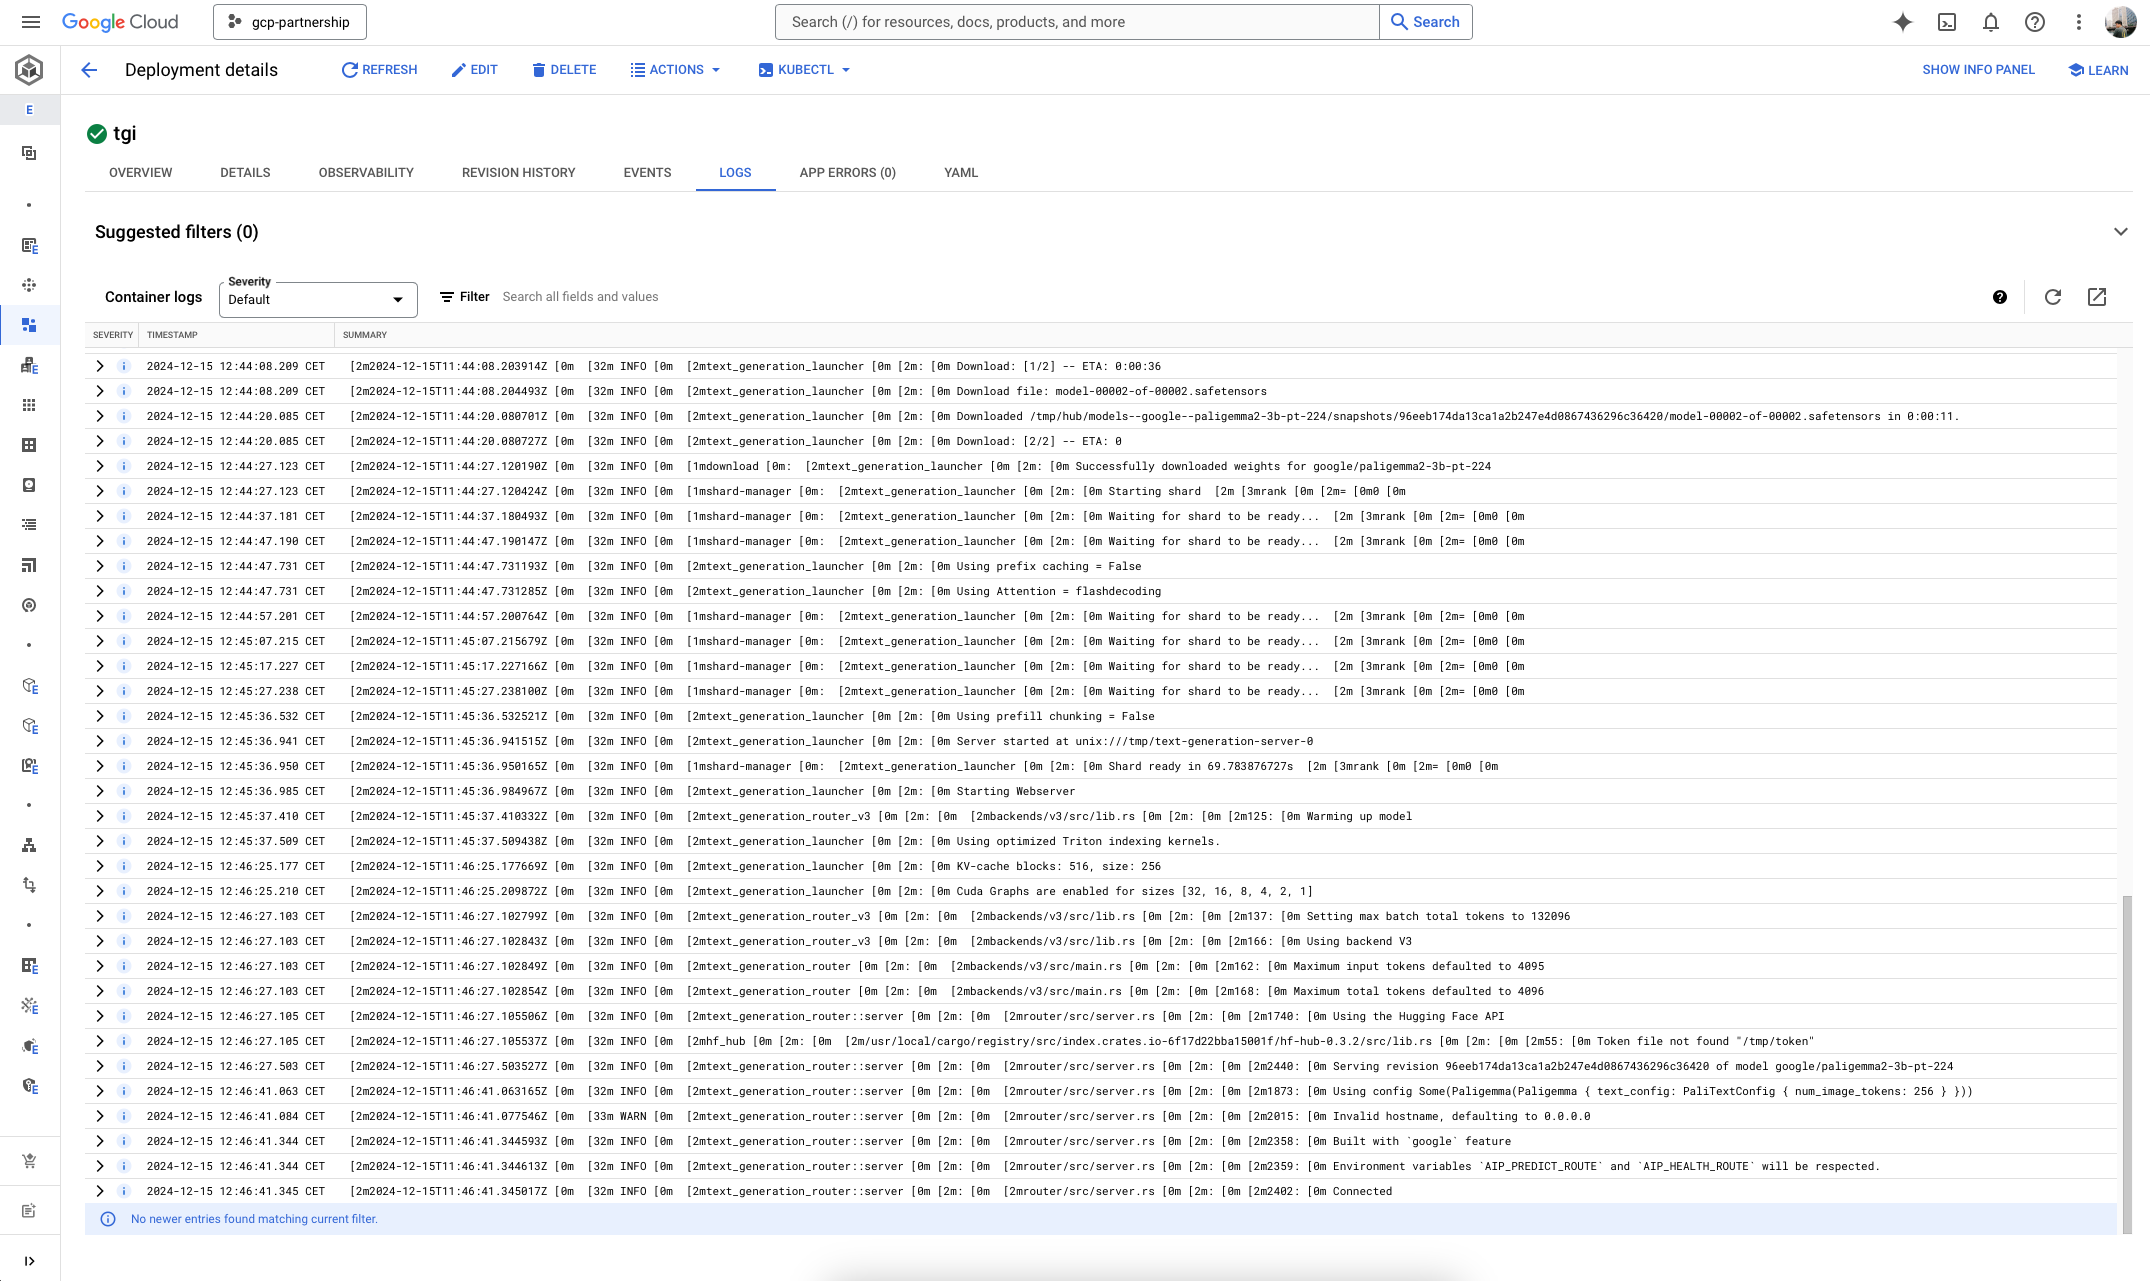 Google Cloud
gcp-partnership
Search (/) for resources, docs, products, and more
Search
Deployment details
REFRESH
EDIT
DELETE
ACTIONS
KUBECTL
SHOW INFO PANEL
LEARN
E
tgi
OVERVIEW
DETAILS
OBSERVABILITY
REVISION HISTORY
EVENTS
LOGS
APP ERRORS (0)
YAML
Suggested filters (0)
Container logs
Severity
Default
Filter
Search all fields and values
SEVERITY TIMESTAMP SUMMARY
2024-12-15 12:44:08.209 CET [2m2024-12-15T11:44:08.203914Z [0m [32m INFO [0m [2mtext_generation_launcher [0m [2m: [0m Download: [1/2] -- ETA: 0:00:36
2024-12-15 12:44:08.209 CET [2m2024-12-15T11:44:08.204493Z [0m [32m INFO [0m [2mtext_generation_launcher [0m [2m: [0m Download file: model-00002-of-00002.safetensors
2024-12-15 12:44:20.085 CET [2m2024-12-15T11:44:20.080701Z [0m [32m INFO [0m [2mtext_generation_launcher [0m [2m: [0m Downloaded /tmp/hub/models--google--paligemma2-3b-pt-224/snapshots/96eeb174da13ca1a2b247e4d0867436296c36420/model-00002-of-00002.safetensors in 0:00:11.
2024-12-15 12:44:20.085 CET [2m2024-12-15T11:44:20.080727Z [0m [32m INFO [0m [2mtext_generation_launcher [0m [2m: [0m Download: [2/2] -- ETA: 0
2024-12-15 12:44:27.123 CET [2m2024-12-15T11:44:27.120190Z [0m [32m INFO [0m [1mdownload [0m: [2mtext_generation_launcher [0m [2m: [0m Successfully downloaded weights for google/paligemma2-3b-pt-224
2024-12-15 12:44:27.123 CET [2m2024-12-15T11:44:27.120424Z [0m [32m INFO [0m [1mshard-manager [0m: [2mtext_generation_launcher [0m [2m: [0m Starting shard [2m [3mrank [0m [2m= [0m0 [0m
2024-12-15 12:44:37.181 CET [2m2024-12-15T11:44:37.180493Z [0m [32m INFO [0m [1mshard-manager [0m: [2mtext_generation_launcher [0m [2m: [0m Waiting for shard to be ready... [2m [3mrank [0m [2m= [0m0 [0m
2024-12-15 12:44:47.190 CET [2m2024-12-15T11:44:47.190147Z [0m [32m INFO [0m [1mshard-manager [0m: [2mtext_generation_launcher [0m [2m: [0m Waiting for shard to be ready... [2m [3mrank [0m [2m= [0m0 [0m
2024-12-15 12:44:47.731 CET [2m2024-12-15T11:44:47.731193Z [0m [32m INFO [0m [2mtext_generation_launcher [0m [2m: [0m Using prefix caching = False
2024-12-15 12:44:47.731 CET [2m2024-12-15T11:44:47.731285Z [0m [32m INFO [0m [2mtext_generation_launcher [0m [2m: [0m Using Attention = flashdecoding
2024-12-15 12:44:57.201 CET [2m2024-12-15T11:44:57.200764Z [0m [32m INFO [0m [1mshard-manager [0m: [2mtext_generation_launcher [0m [2m: [0m Waiting for shard to be ready... [2m [3mrank [0m [2m= [0m0 [0m
2024-12-15 12:45:07.215 CET [2m2024-12-15T11:45:07.215679Z [0m [32m INFO [0m [1mshard-manager [0m: [2mtext_generation_launcher [0m [2m: [0m Waiting for shard to be ready... [2m [3mrank [0m [2m= [0m0 [0m
2024-12-15 12:45:17.227 CET [2m2024-12-15T11:45:17.227166Z [0m [32m INFO [0m [1mshard-manager [0m: [2mtext_generation_launcher [0m [2m: [0m Waiting for shard to be ready... [2m [3mrank [0m [2m= [0m0 [0m
2024-12-15 12:45:27.238 CET [2m2024-12-15T11:45:27.238100Z [0m [32m INFO [0m [1mshard-manager [0m: [2mtext_generation_launcher [0m [2m: [0m Waiting for shard to be ready... [2m [3mrank [0m [2m= [0m0 [0m
2024-12-15 12:45:36.532 CET [2m2024-12-15T11:45:36.532521Z [0m [32m INFO [0m [2mtext_generation_launcher [0m [2m: [0m Using prefill chunking = False
2024-12-15 12:45:36.941 CET [2m2024-12-15T11:45:36.941515Z [0m [32m INFO [0m [2mtext_generation_launcher [0m [2m: [0m Server started at unix:///tmp/text-generation-server-0
2024-12-15 12:45:36.950 CET [2m2024-12-15T11:45:36.950165Z [0m [32m INFO [0m [1mshard-manager [0m: [2mtext_generation_launcher [0m [2m: [0m Shard ready in 69.783876727s [2m [3mrank [0m [2m= [0m0 [0m
2024-12-15 12:45:36.985 CET [2m2024-12-15T11:45:36.984967Z [0m [32m INFO [0m [2mtext_generation_launcher [0m [2m: [0m Starting Webserver
2024-12-15 12:45:37.410 CET [2m2024-12-15T11:45:37.410332Z [0m [32m INFO [0m [2mtext_generation_router_v3 [0m [2m: [0m [2mbackends/v3/src/lib.rs [0m [2m: [0m [2m125: [0m Warming up model
2024-12-15 12:45:37.509 CET [2m2024-12-15T11:45:37.509438Z [0m [32m INFO [0m [2mtext_generation_launcher [0m [2m: [0m Using optimized Triton indexing kernels.
2024-12-15 12:46:25.177 CET [2m2024-12-15T11:46:25.177669Z [0m [32m INFO [0m [2mtext_generation_launcher [0m [2m: [0m KV-cache blocks: 516, size: 256
2024-12-15 12:46:25.210 CET [2m2024-12-15T11:46:25.209872Z [0m [32m INFO [0m [2mtext_generation_launcher [0m [2m: [0m Cuda Graphs are enabled for sizes [32, 16, 8, 4, 2, 1]
2024-12-15 12:46:27.103 CET [2m2024-12-15T11:46:27.102799Z [0m [32m INFO [0m [2mtext_generation_router_v3 [0m [2m: [0m [2mbackends/v3/src/lib.rs [0m [2m: [0m [2m137: [0m Setting max batch total tokens to 132096
2024-12-15 12:46:27.103 CET [2m2024-12-15T11:46:27.102843Z [0m [32m INFO [0m [2mtext_generation_router_v3 [0m [2m: [0m [2mbackends/v3/src/lib.rs [0m [2m: [0m [2m166: [0m Using backend V3
2024-12-15 12:46:27.103 CET [2m2024-12-15T11:46:27.102849Z [0m [32m INFO [0m [2mtext_generation_router [0m [2m: [0m [2mbackends/v3/src/main.rs [0m [2m: [0m [2m162: [0m Maximum input tokens defaulted to 4095
2024-12-15 12:46:27.103 CET [2m2024-12-15T11:46:27.102854Z [0m [32m INFO [0m [2mtext_generation_router [0m [2m: [0m [2mbackends/v3/src/main.rs [0m [2m: [0m [2m168: [0m Maximum total tokens defaulted to 4096
2024-12-15 12:46:27.105 CET [2m2024-12-15T11:46:27.105506Z [0m [32m INFO [0m [2mtext_generation_router::server [0m [2m: [0m [2mrouter/src/server.rs [0m [2m: [0m [2m1740: [0m Using the Hugging Face API
2024-12-15 12:46:27.105 CET [2m2024-12-15T11:46:27.105537Z [0m [32m INFO [0m [2mhf_hub [0m [2m: [0m [2m/usr/local/cargo/registry/src/index.crates.io-6f17d22bba15001f/hf-hub-0.3.2/src/lib.rs [0m [2m: [0m [2m55: [0m Token file not found "/tmp/token"
2024-12-15 12:46:27.503 CET [2m2024-12-15T11:46:27.503527Z [0m [32m INFO [0m [2mtext_generation_router::server [0m [2m: [0m [2mrouter/src/server.rs [0m [2m: [0m [2m2440: [0m Serving revision 96eeb174da13ca1a2b247e4d0867436296c36420 of model google/paligemma2-3b-pt-224
2024-12-15 12:46:41.063 CET [2m2024-12-15T11:46:41.063165Z [0m [32m INFO [0m [2mtext_generation_router::server [0m [2m: [0m [2mrouter/src/server.rs [0m [2m: [0m [2m1873: [0m Using config Some(Paligemma(Paligemma { text_config: PaliTextConfig { num_image_tokens: 256 } }))
2024-12-15 12:46:41.084 CET [2m2024-12-15T11:46:41.077546Z [0m [33m WARN [0m [2mtext_generation_router::server [0m [2m: [0m [2mrouter/src/server.rs [0m [2m: [0m [2m2015: [0m Invalid hostname, defaulting to 0.0.0.0
2024-12-15 12:46:41.344 CET [2m2024-12-15T11:46:41.344593Z [0m [32m INFO [0m [2mtext_generation_router::server [0m [2m: [0m [2mrouter/src/server.rs [0m [2m: [0m [2m2358: [0m Built with `google` feature
2024-12-15 12:46:41.344 CET [2m2024-12-15T11:46:41.344613Z [0m [32m INFO [0m [2mtext_generation_router::server [0m [2m: [0m [2mrouter/src/server.rs [0m [2m: [0m [2m2359: [0m Environment variables `AIP_PREDICT_ROUTE` and `AIP_HEALTH_ROUTE` will be respected.
2024-12-15 12:46:41.345 CET [2m2024-12-15T11:46:41.345017Z [0m [32m INFO [0m [2mtext_generation_router::server [0m [2m: [0m [2mrouter/src/server.rs [0m [2m: [0m [2m2402: [0m Connected
No newer entries found matching current filter.